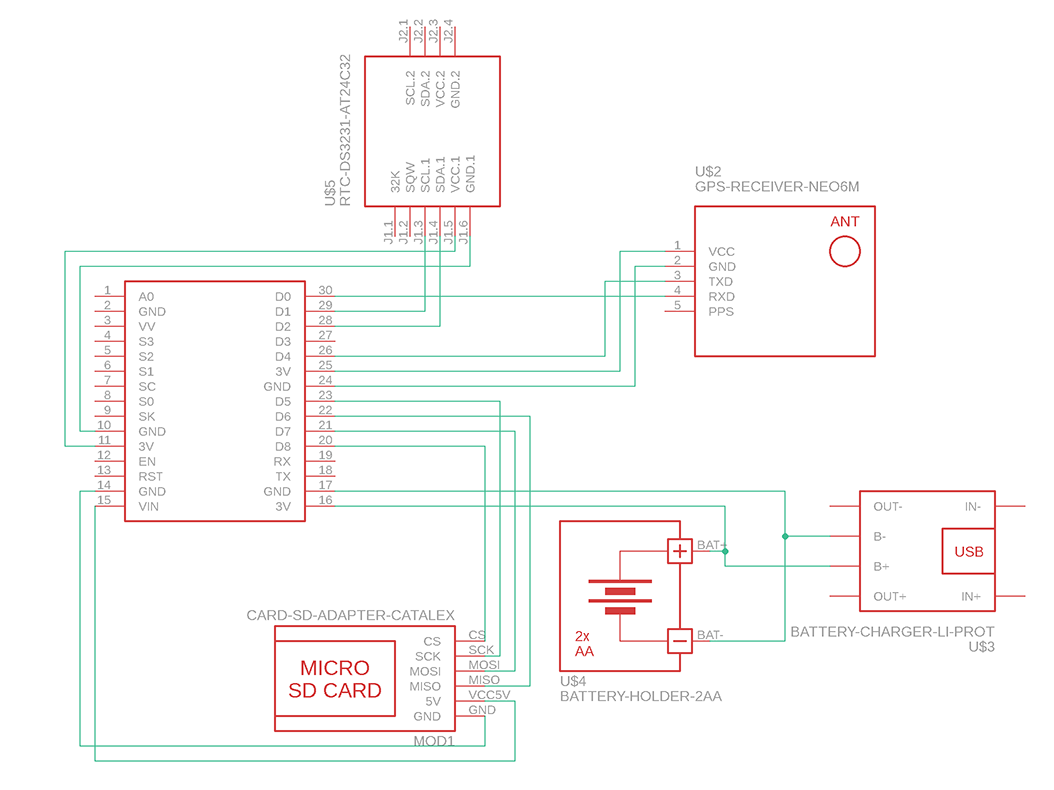 J2.1
J2.2
J2.3
J2.4
SCL.2
SDA.2
VCC.2
GND.2
U$5
RTC-DS3231-AT24C32
32K
SQW
SCL.1
SDA.1
VCC.1
GND.1
J1.1
J1.2
J1.3
J1.4
J1.5
J1.6
U$2
GPS-RECEIVER-NEO6M
ANT
1 VCC
2 GND
3 TXD
4 RXD
5 PPS
1 A0 D0 30
2 GND D1 29
3 VV D2 28
4 S3 D3 27
5 S2 D4 26
6 S1 3V 25
7 SC GND 24
8 S0 D5 23
9 SK D6 22
10 GND D7 21
11 3V D8 20
12 EN RX 19
13 RST TX 18
14 GND GND 17
15 VIN 3V 16
OUT- IN-
B-
B+
USB
OUT+ IN+
BATTERY-CHARGER-LI-PROT
U$3
BAT+
BAT-
2x
AA
U$4
BATTERY-HOLDER-2AA
CARD-SD-ADAPTER-CATALEX
MICRO
SD CARD
CS CS
SCK SCK
MOSI MOSI
MISO MISO
5V VCC5V
GND GND
MOD1